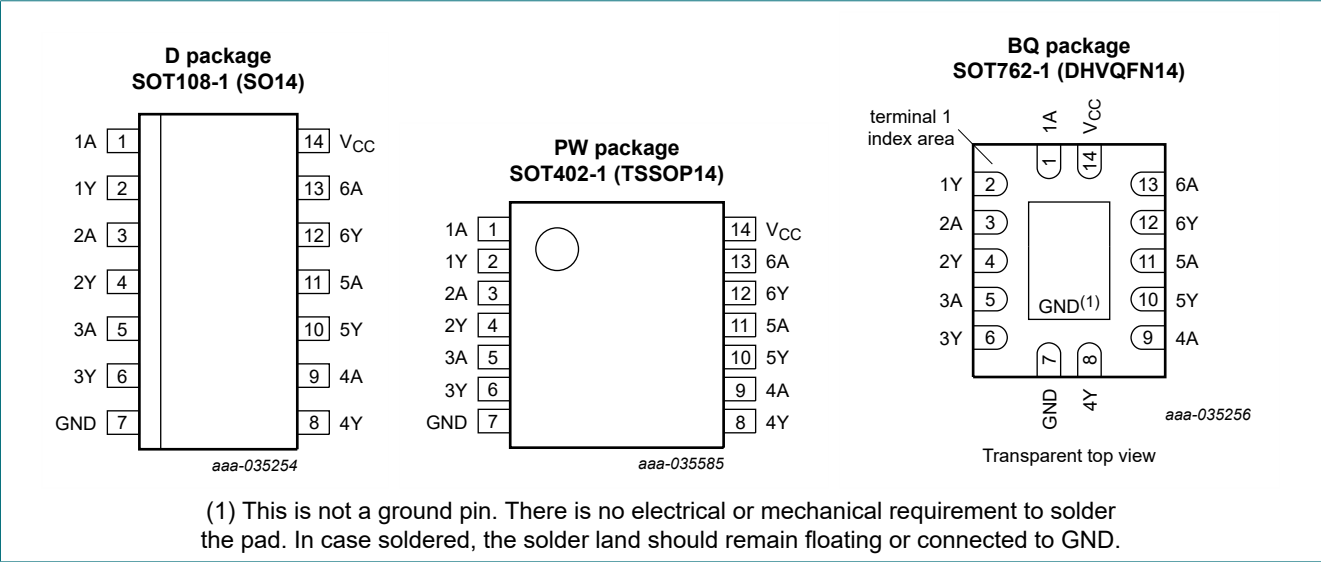 D package
SOT108-1 (SO14)
1A 1 14 VCC
1Y 2 13 6A
2A 3 12 6Y
2Y 4 11 5A
3A 5 10 5Y
3Y 6 9 4A
GND 7 8 4Y
aaa-035254
PW package
SOT402-1 (TSSOP14)
1A 1 14 VCC
1Y 2 13 6A
2A 3 12 6Y
2Y 4 11 5A
3A 5 10 5Y
3Y 6 9 4A
GND 7 8 4Y
aaa-035585
BQ package
SOT762-1 (DHVQFN14)
terminal 1
index area
1A VCC
1 14
1Y 2 13 6A
2A 3 12 6Y
2Y 4 11 5A
3A 5 10 5Y
GND(1)
3Y 6 9 4A
7 8
GND 4Y
aaa-035256
Transparent top view
(1) This is not a ground pin. There is no electrical or mechanical requirement to solder
the pad. In case soldered, the solder land should remain floating or connected to GND.